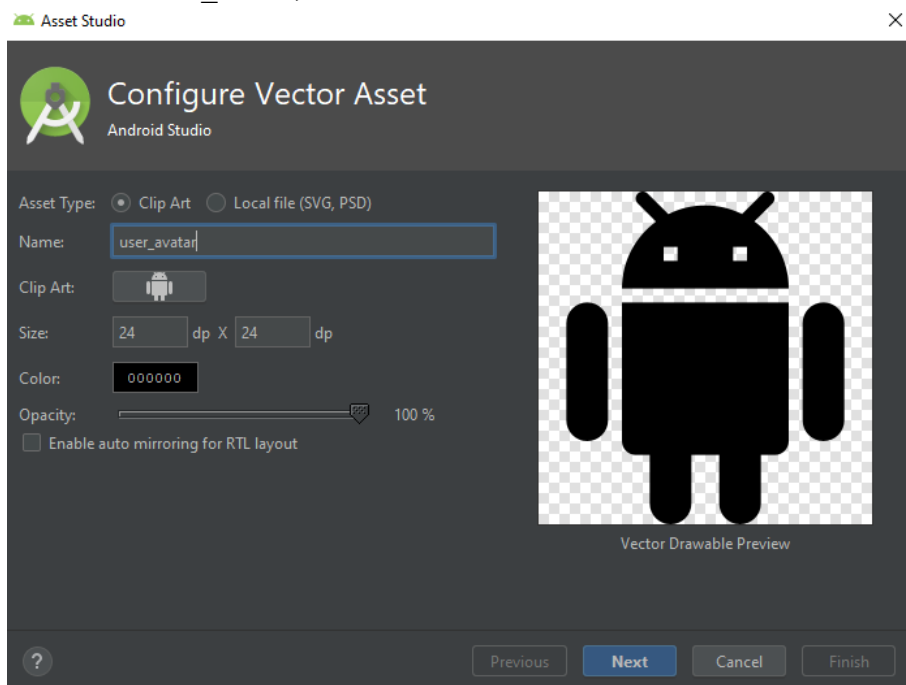 Asset Studio
Configure Vector Asset
Android Studio
Asset Type: Clip Art Local file (SVG, PSD)
Name: user_avatar
Clip Art:
Size: 24 dp X 24 dp
Color: 000000
Opacity: 100 %
Enable auto mirroring for RTL layout
Vector Drawable Preview
? Previous Next Cancel Finish